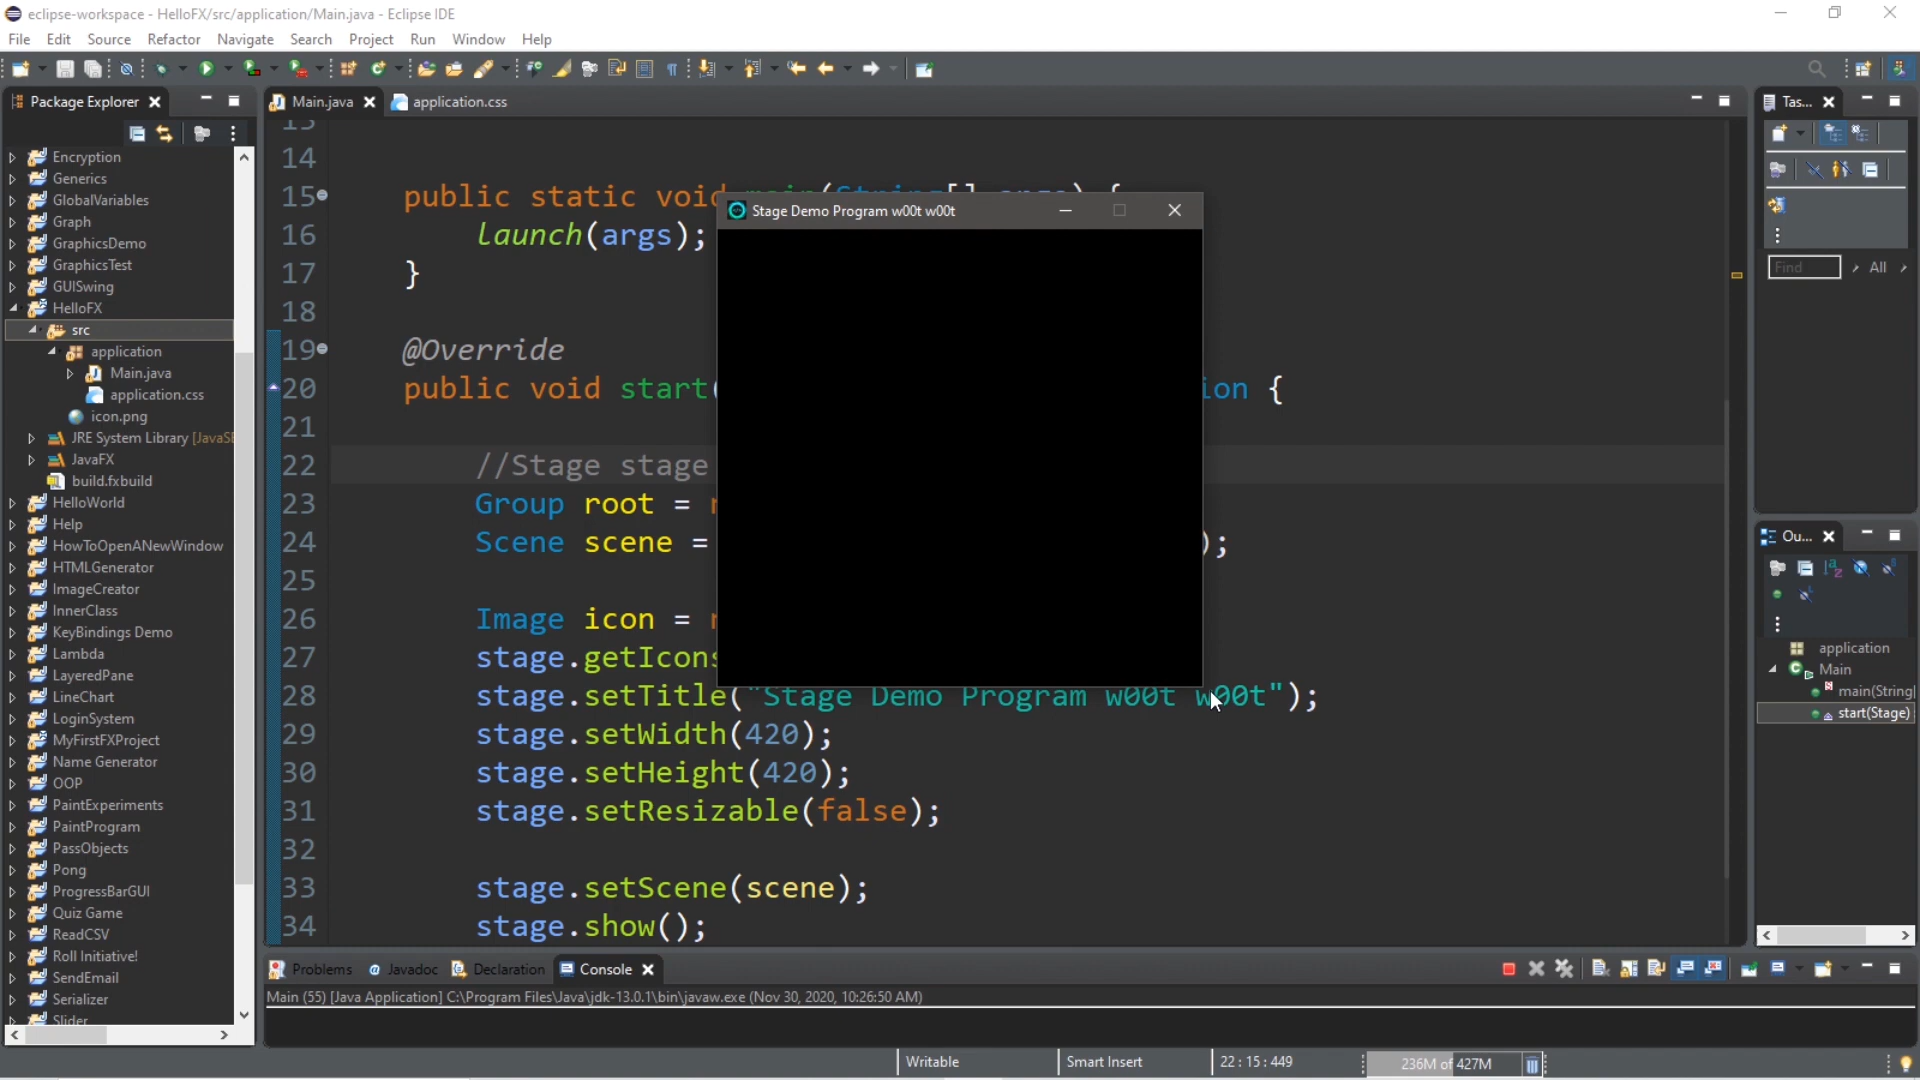 eclipse-workspace - HelloFX/src/application/Main.java - Eclipse IDE
File Edit Source Refactor Navigate Search Project Run Window Help
Package Explorer
Main.java
application.css
Encryption
Generics
GlobalVariables
Graph
GraphicsDemo
GraphicsTest
GUISwing
HelloFX
src
application
Main.java
application.css
icon.png
JRE System Library [JavaSE
JavaFX
build.fxbuild
HelloWorld
Help
HowToOpenANewWindow
HTMLGenerator
ImageCreator
InnerClass
KeyBindings Demo
Lambda
LayeredPane
LineChart
LoginSystem
MyFirstFXProject
Name Generator
OOP
PaintExperiments
PaintProgram
PassObjects
Pong
ProgressBarGUI
Quiz Game
ReadCSV
Roll Initiative!
SendEmail
Serializer
Slider
13
14
15 public static void main(String[] args) {
16 launch(args);
17 }
18
19 @Override
20 public void start( ion {
21
22 //Stage stage
23 Group root =
24 Scene scene = );
25
26 Image icon =
27 stage.getIcons
28 stage.setTitle("Stage Demo Program w00t w00t");
29 stage.setWidth(420);
30 stage.setHeight(420);
31 stage.setResizable(false);
32
33 stage.setScene(scene);
34 stage.show();
Stage Demo Program w00t w00t
Tas...
Find
All
Ou...
application
Main
main(String[
start(Stage)
Problems
Javadoc
Declaration
Console
Main (55) [Java Application] C:\Program Files\Java\jdk-13.0.1\bin\javaw.exe (Nov 30, 2020, 10:26:50 AM)
Writable
Smart Insert
22 : 15 : 449
236M of 427M